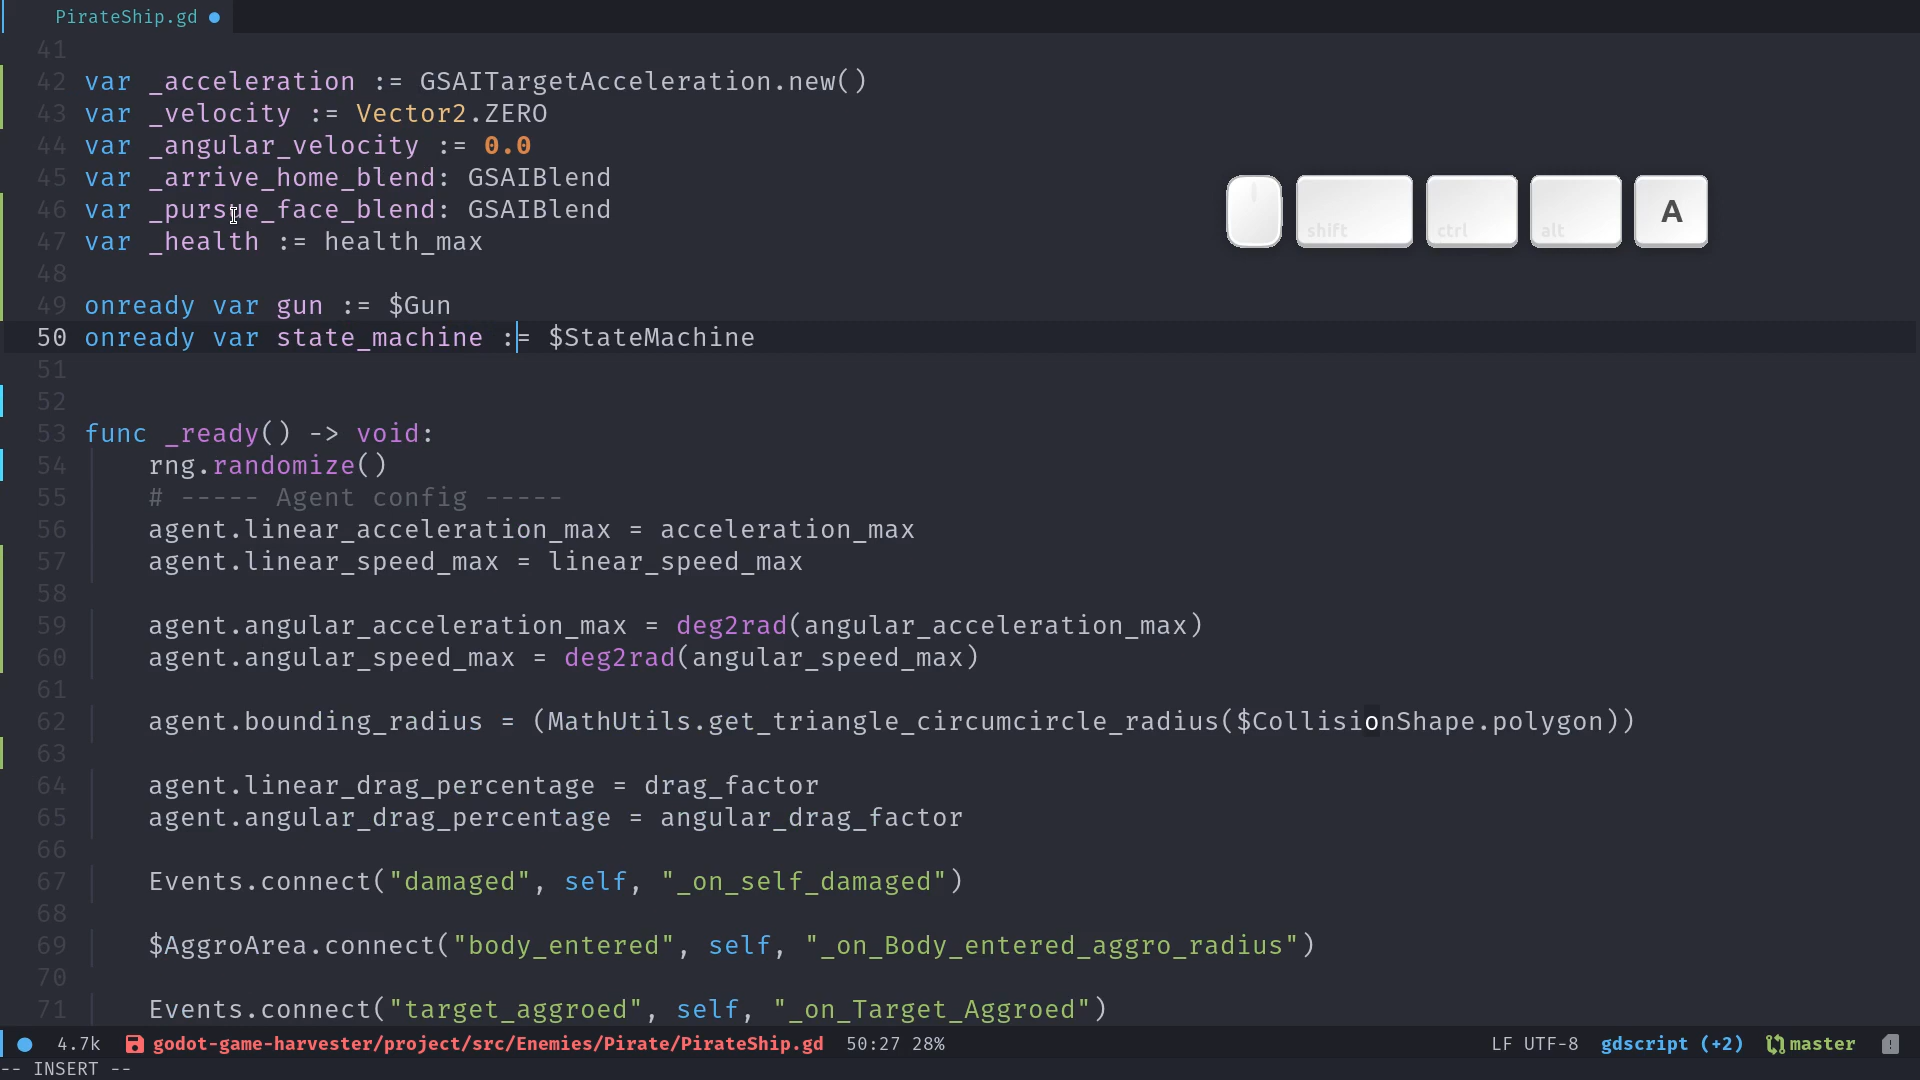 PirateShip.gd
41
42 var _acceleration := GSAITargetAcceleration.new()
43 var _velocity := Vector2.ZERO
44 var _angular_velocity := 0.0
45 var _arrive_home_blend: GSAIBlend
46 var _pursue_face_blend: GSAIBlend
47 var _health := health_max
shift ctrl alt A
48
49 onready var gun := $Gun
50 onready var state_machine := $StateMachine
51
52
53 func _ready() -> void:
54 rng.randomize()
55 # ----- Agent config -----
56 agent.linear_acceleration_max = acceleration_max
57 agent.linear_speed_max = linear_speed_max
58
59 agent.angular_acceleration_max = deg2rad(angular_acceleration_max)
60 agent.angular_speed_max = deg2rad(angular_speed_max)
61
62 agent.bounding_radius = (MathUtils.get_triangle_circumcircle_radius($CollisionShape.polygon))
63
64 agent.linear_drag_percentage = drag_factor
65 agent.angular_drag_percentage = angular_drag_factor
66
67 Events.connect("damaged", self, "_on_self_damaged")
68
69 $AggroArea.connect("body_entered", self, "_on_Body_entered_aggro_radius")
70
71 Events.connect("target_aggroed", self, "_on_Target_Aggroed")
4.7k godot-game-harvester/project/src/Enemies/Pirate/PirateShip.gd 50:27 28% LF UTF-8 gdscript (+2) master
-- INSERT --